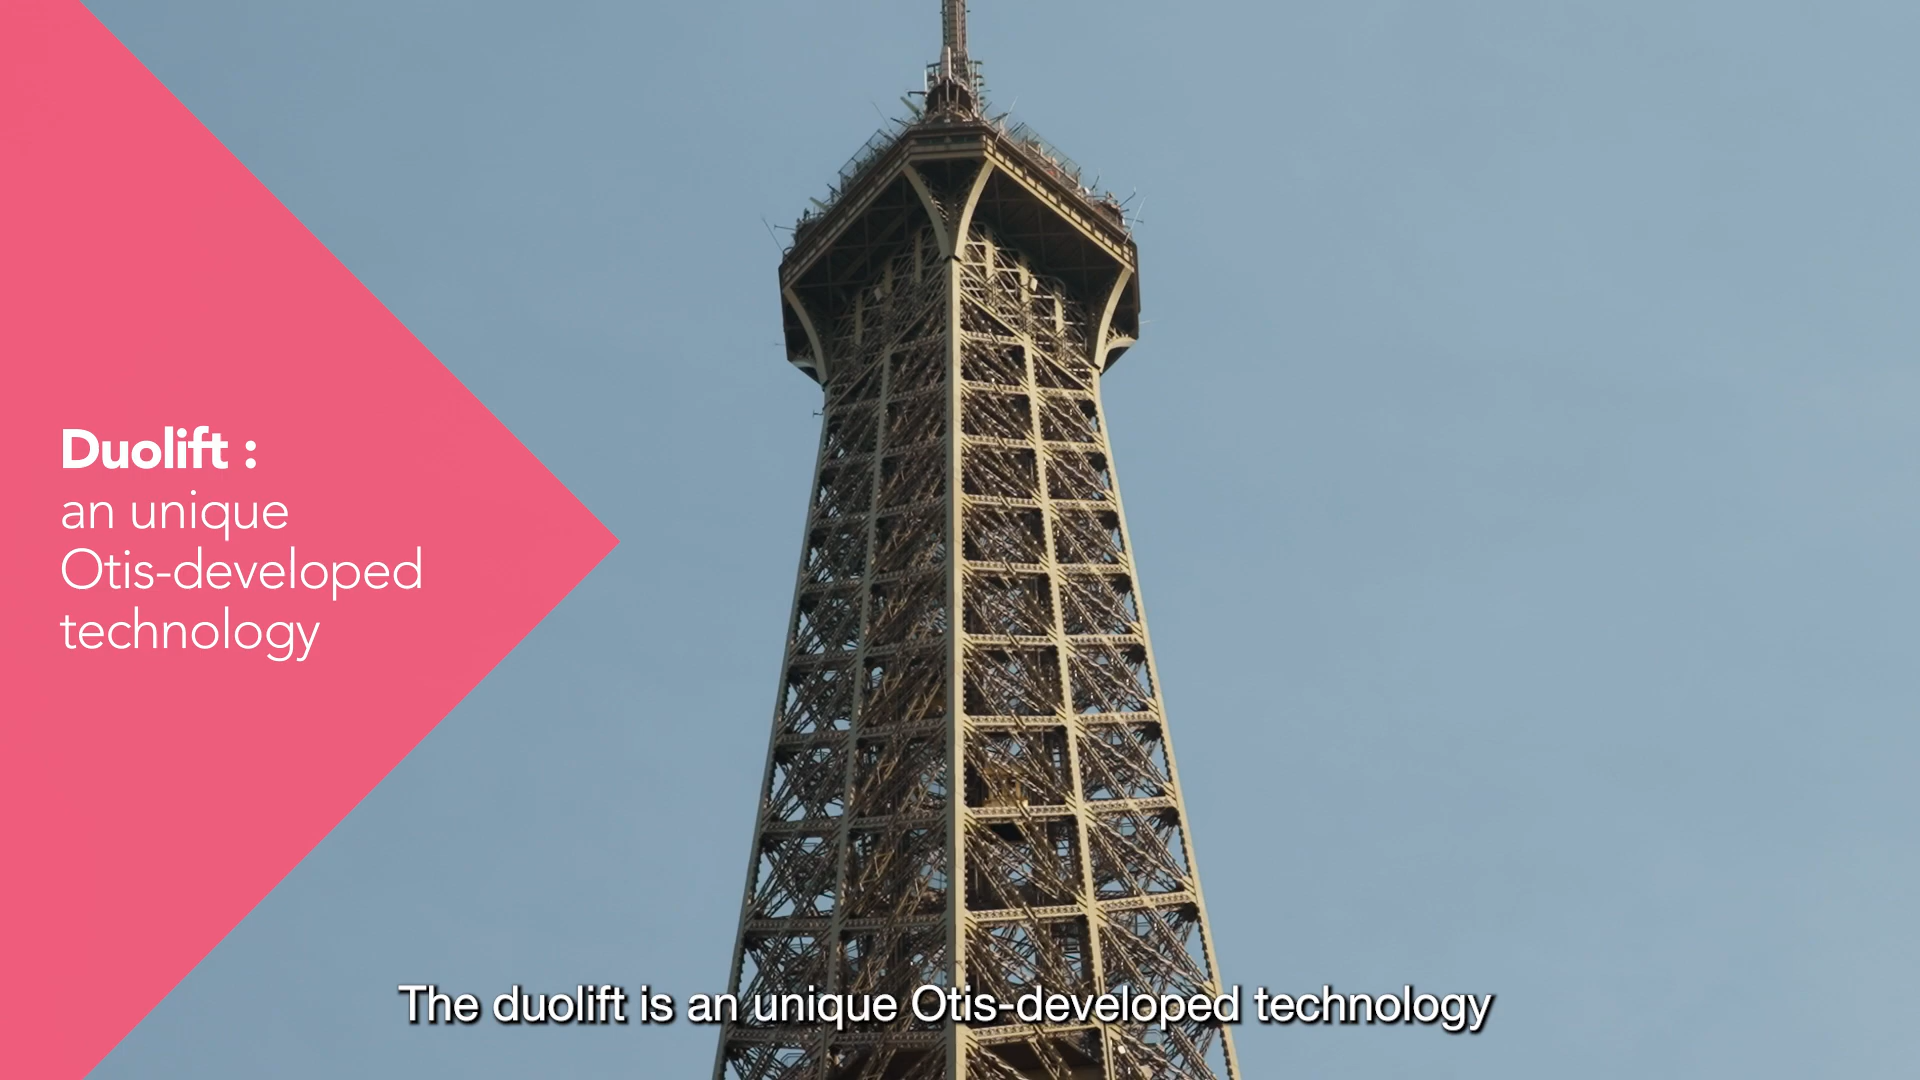 Duolift :
an unique
Otis-developed
technology
The duolift is an unique Otis-developed technology